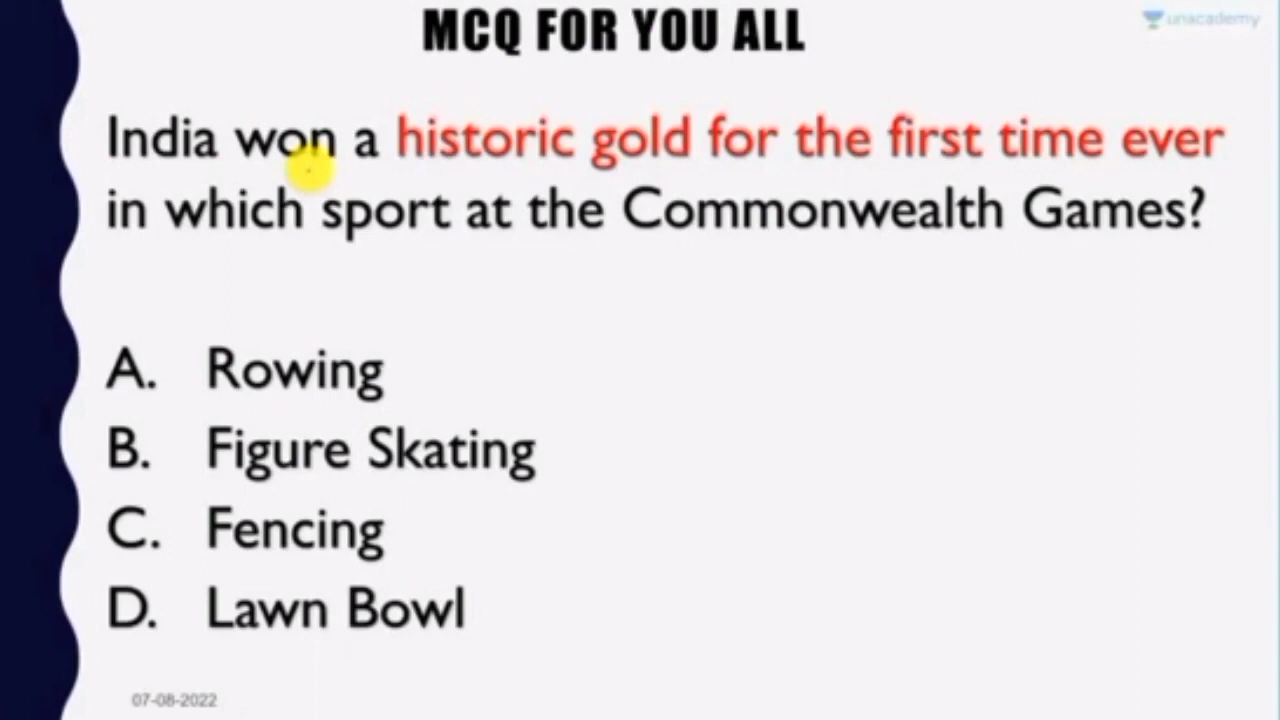 MCQ FOR YOU ALL
unacademy
India won a historic gold for the first time ever
in which sport at the Commonwealth Games?
A. Rowing
B. Figure Skating
C. Fencing
D. Lawn Bowl
07-08-2022